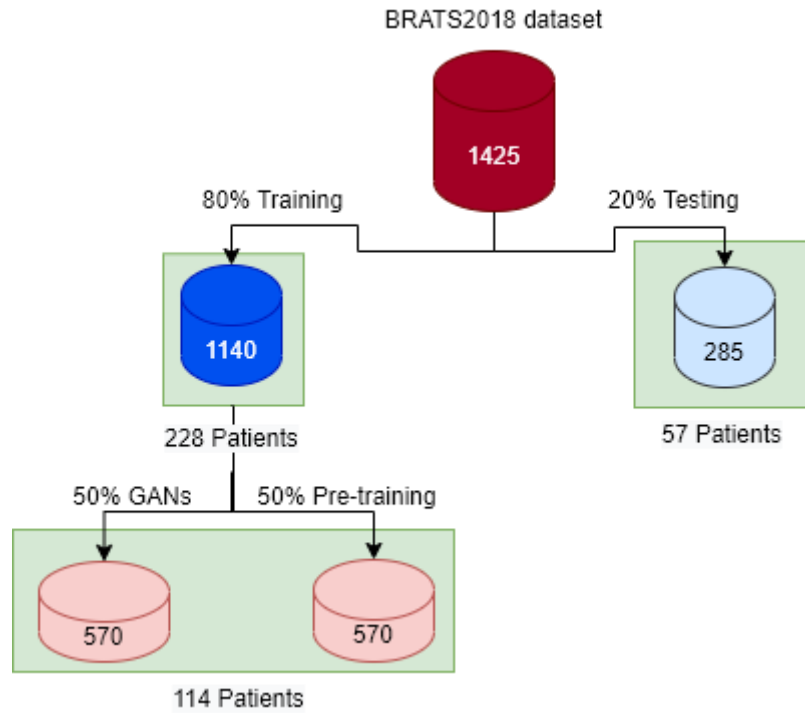 BRATS2018 dataset
1425
80% Training
20% Testing
1140
285
228 Patients
57 Patients
50% GANs
50% Pre-training
570
570
114 Patients